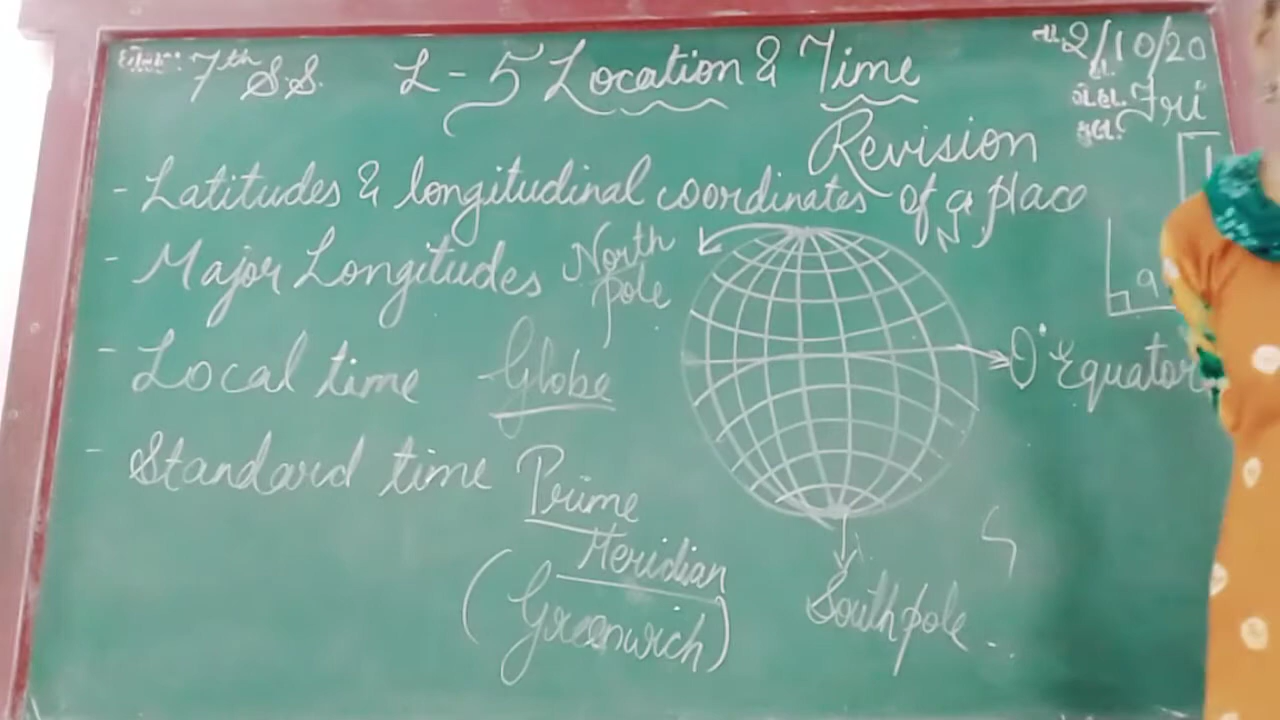 7th S.S. L-5 Location & Time તા. 2/10/20
Fri
Revision
- Latitudes & longitudinal coordinates of a place
N
- Major Longitudes North pole
0° Equator
- Local time Globe
- Standard time Prime Meridian
(Greenwich)
South pole
S